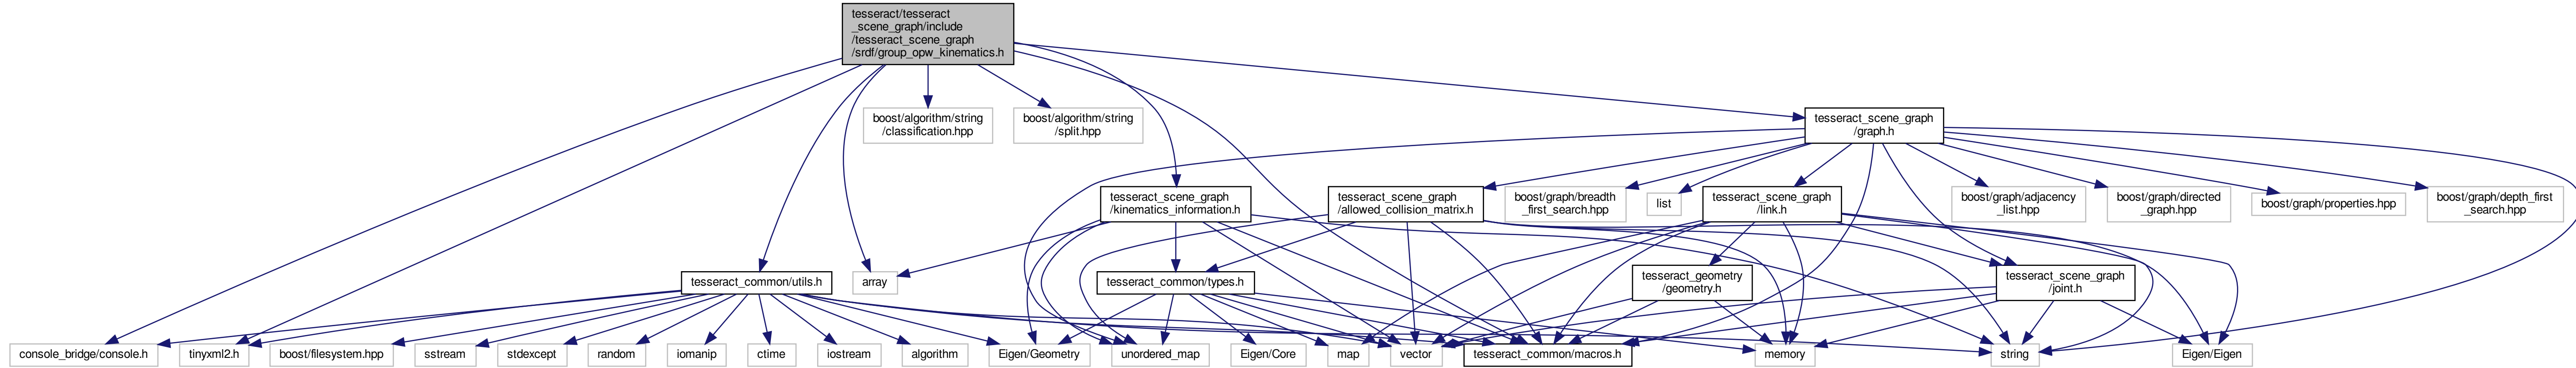 tesseract/tesseract
_scene_graph/include
/tesseract_scene_graph
/srdf/group_opw_kinematics.h
boost/algorithm/string
/classification.hpp
boost/algorithm/string
/split.hpp
tesseract_scene_graph
/graph.h
tesseract_scene_graph
/kinematics_information.h
tesseract_scene_graph
/allowed_collision_matrix.h
boost/graph/breadth
_first_search.hpp
list
tesseract_scene_graph
/link.h
boost/graph/adjacency
_list.hpp
boost/graph/directed
_graph.hpp
boost/graph/properties.hpp
boost/graph/depth_first
_search.hpp
tesseract_common/utils.h
array
tesseract_common/types.h
tesseract_geometry
/geometry.h
tesseract_scene_graph
/joint.h
console_bridge/console.h
tinyxml2.h
boost/filesystem.hpp
sstream
stdexcept
random
iomanip
ctime
iostream
algorithm
Eigen/Geometry
unordered_map
Eigen/Core
map
vector
tesseract_common/macros.h
memory
string
Eigen/Eigen